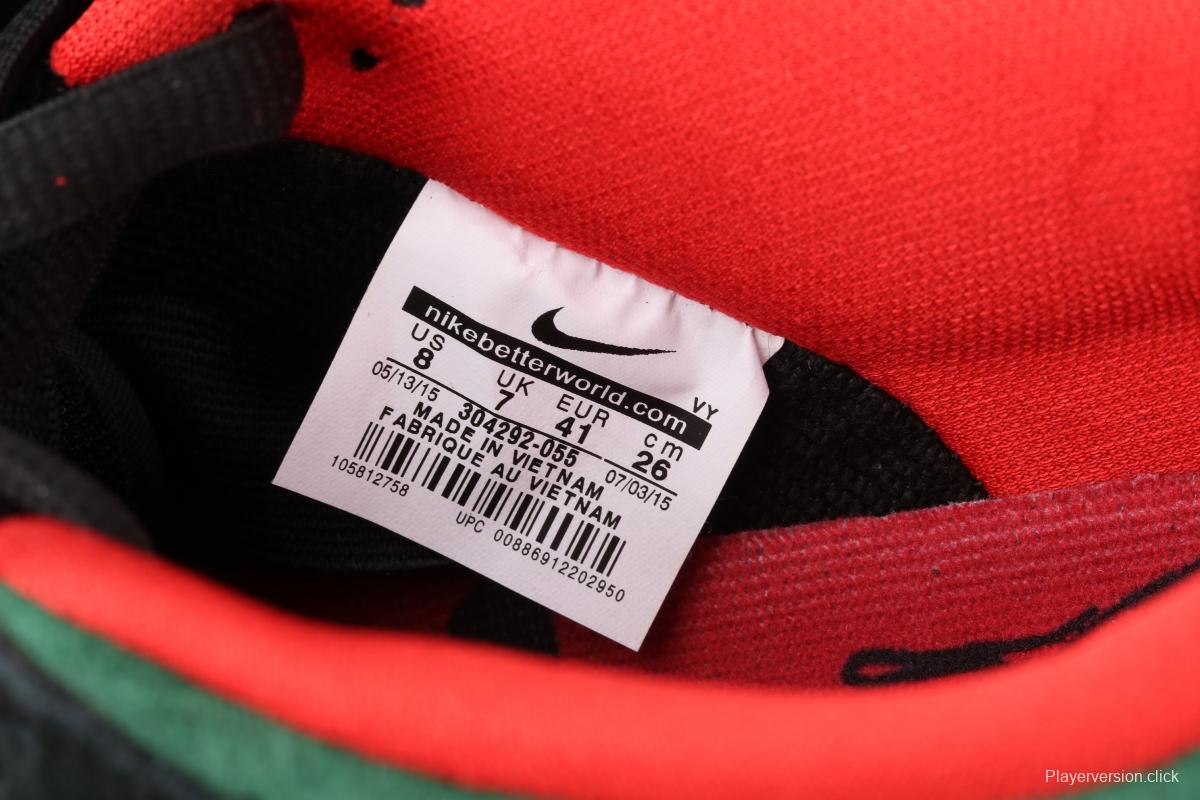 nikebetterworld.com
VY
US UK EUR cm
8 7 41 26
05/13/15 304292-055 07/03/15
MADE IN VIETNAM
FABRIQUE AU VIETNAM
105812758
UPC 00886912202950
Playerversion.click